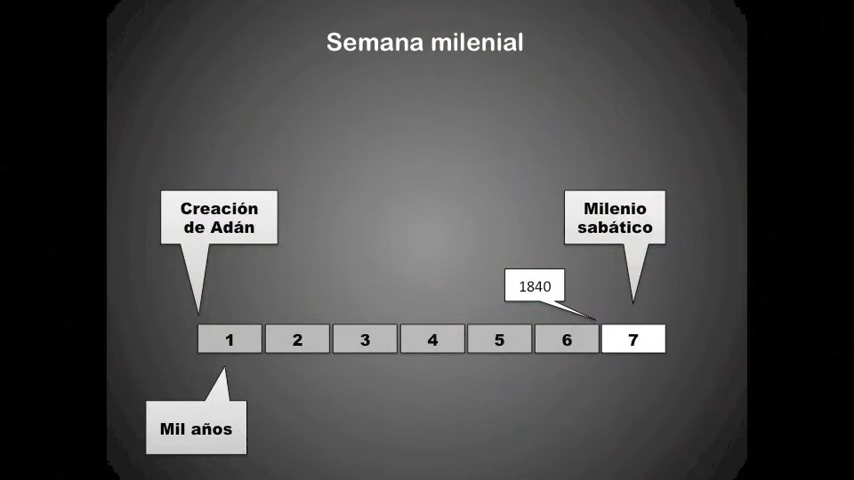 Semana milenial
Creación
de Adán
Milenio
sabático
1840
1 2 3 4 5 6 7
Mil años